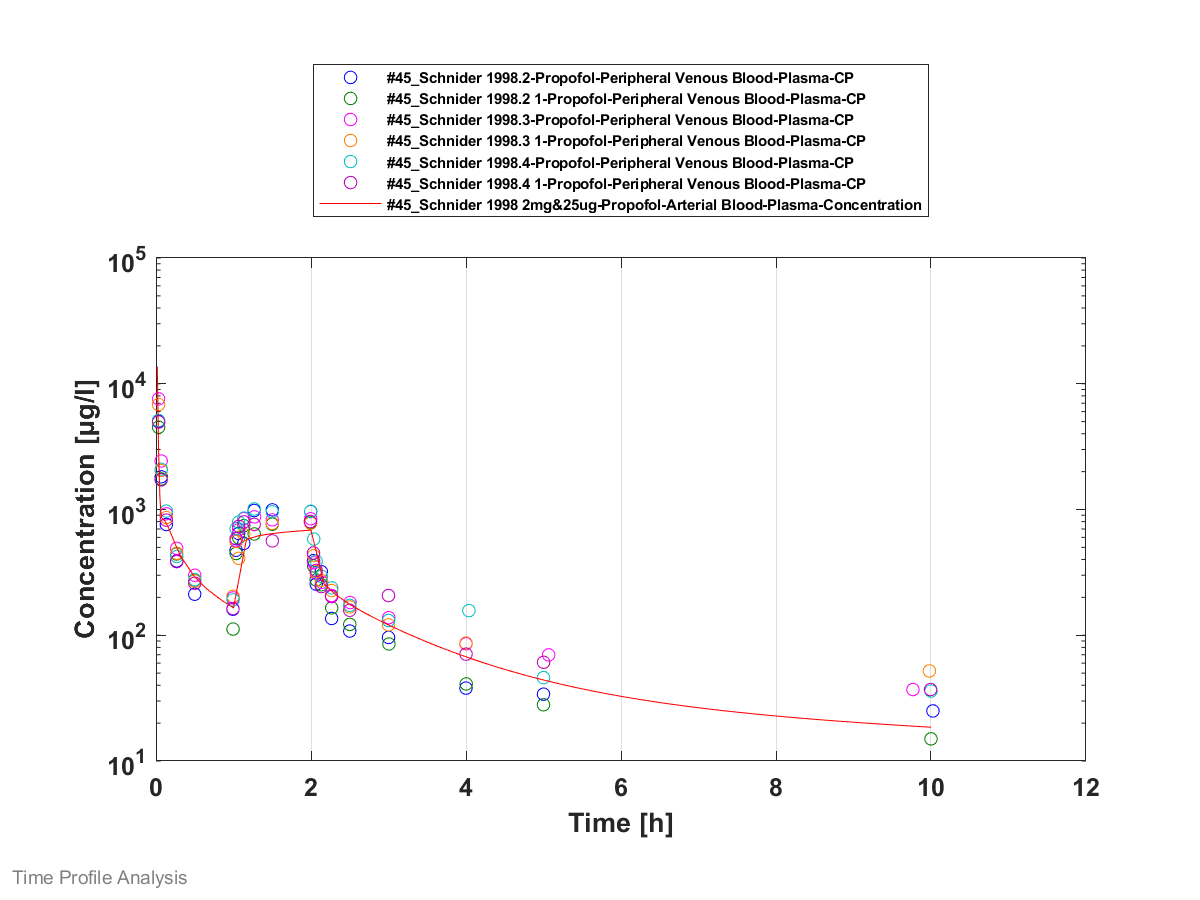 #45_Schnider 1998.2-Propofol-Peripheral Venous Blood-Plasma-CP
#45_Schnider 1998.2 1-Propofol-Peripheral Venous Blood-Plasma-CP
#45_Schnider 1998.3-Propofol-Peripheral Venous Blood-Plasma-CP
#45_Schnider 1998.3 1-Propofol-Peripheral Venous Blood-Plasma-CP
#45_Schnider 1998.4-Propofol-Peripheral Venous Blood-Plasma-CP
#45_Schnider 1998.4 1-Propofol-Peripheral Venous Blood-Plasma-CP
#45_Schnider 1998 2mg&25ug-Propofol-Arterial Blood-Plasma-Concentration
Concentration [µg/l]
10^5
10^4
10^3
10^2
10^1
0 2 4 6 8 10 12
Time [h]
Time Profile Analysis